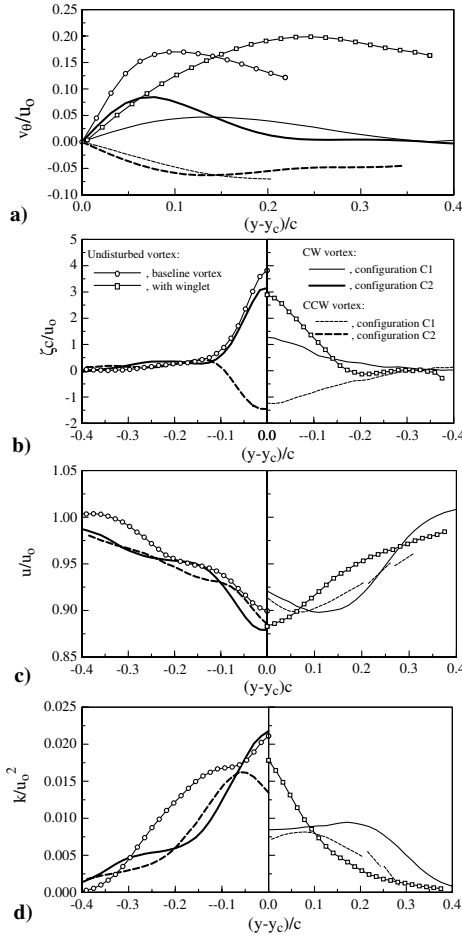 0.20
0.15
0.10
0.05
0.00
-0.05
-0.10
vθ/uo
0.0 0.1 0.2 0.3 0.4
(y-yc)/c
a)
5
4
3
2
1
0
-1
-2
ζc/uo
Undisturbed vortex:
, baseline vortex
, with winglet
CW vortex:
, configuration C1
, configuration C2
CCW vortex:
, configuration C1
, configuration C2
-0.4 -0.3 -0.2 --0.1 0.0 -0.1 -0.2 -0.3 -0.4
(y-yc)/c
b)
1.05
1.00
0.95
0.90
0.85
u/uo
-0.4 -0.3 -0.2 --0.1 0.0 0.1 0.2 0.3 0.4
(y-yc)c
c)
0.025
0.020
0.015
0.010
0.005
0.000
k/uo2
-0.4 -0.3 -0.2 --0.1 0.0 0.1 0.2 0.3 0.4
(y-yc)/c
d)